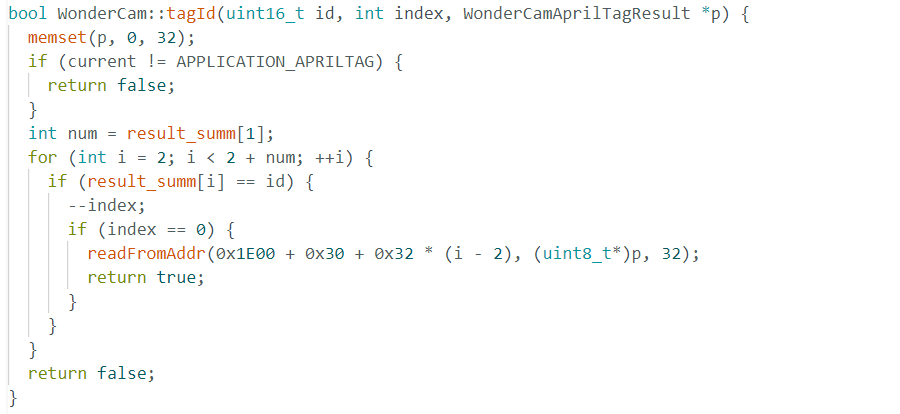 bool WonderCam::tagId(uint16_t id, int index, WonderCamAprilTagResult *p) {
  memset(p, 0, 32);
  if (current != APPLICATION_APRILTAG) {
    return false;
  }
  int num = result_summ[1];
  for (int i = 2; i < 2 + num; ++i) {
    if (result_summ[i] == id) {
      --index;
      if (index == 0) {
        readFromAddr(0x1E00 + 0x30 + 0x32 * (i - 2), (uint8_t*)p, 32);
        return true;
      }
    }
  }
  return false;
}